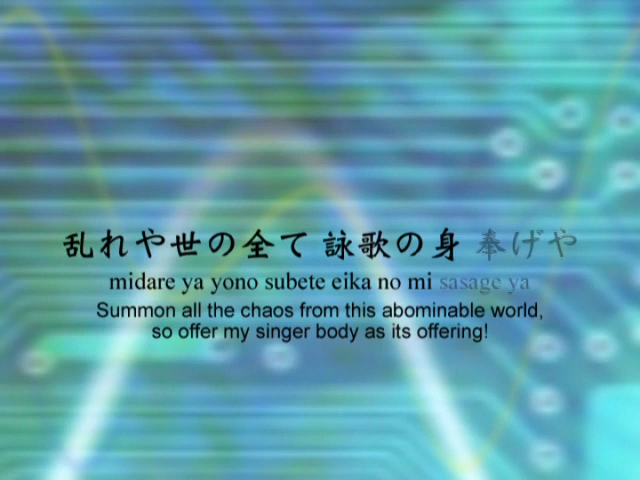 乱れや世の全て 詠歌の身 奉げや
midare ya yono subete eika no mi sasage ya
Summon all the chaos from this abominable world,
so offer my singer body as its offering!